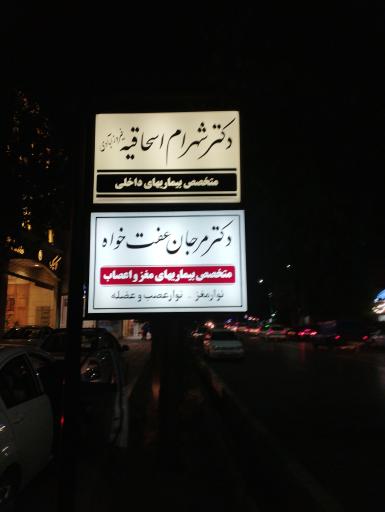 دکتر شهرام اسحاقیه
متخصص بیماریهای داخلی
دکتر مرجان عفت خواه
متخصص بیماریهای مغز و اعصاب
نوار مغز - نوار عصب و عضله